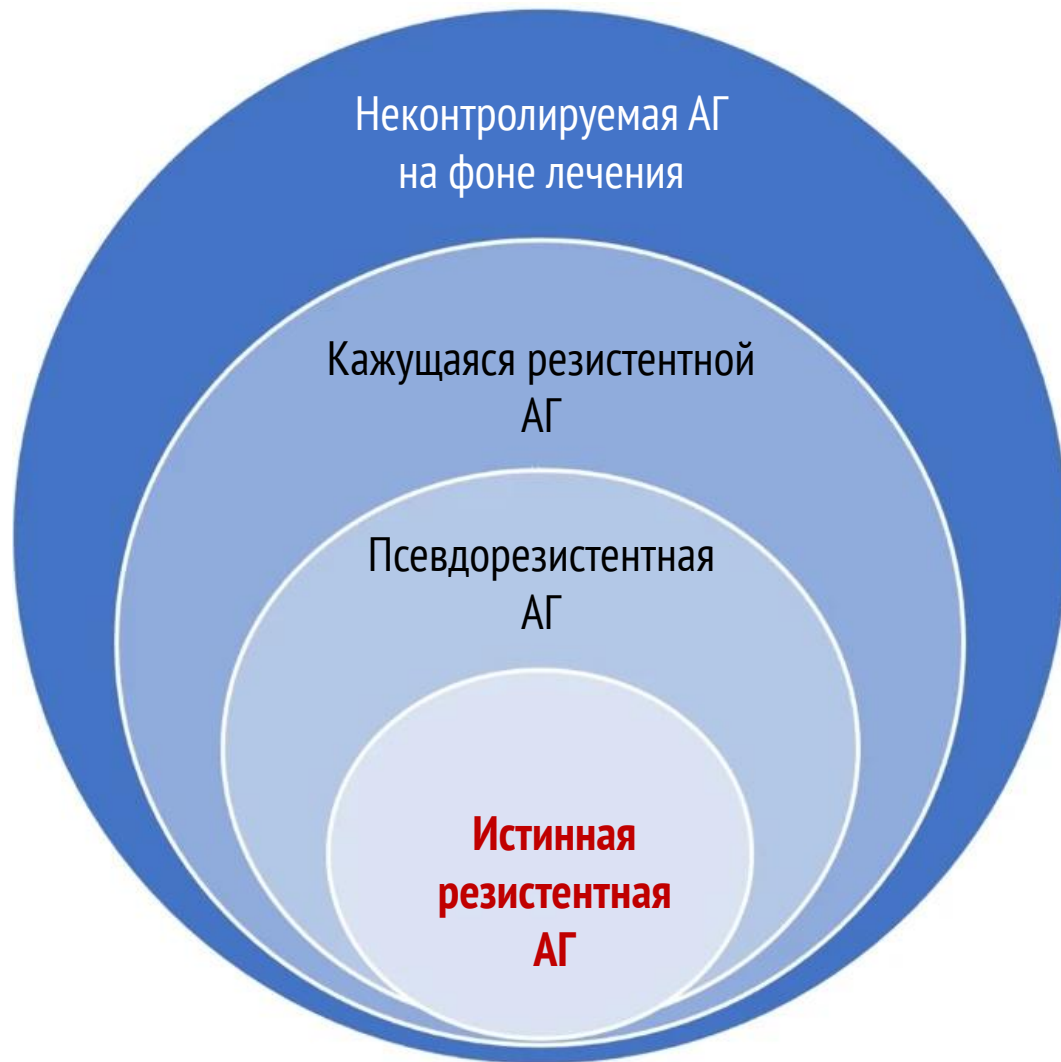 Неконтролируемая АГ
на фоне лечения
Кажущаяся резистентной
АГ
Псевдорезистентная
АГ
Истинная
резистентная
АГ